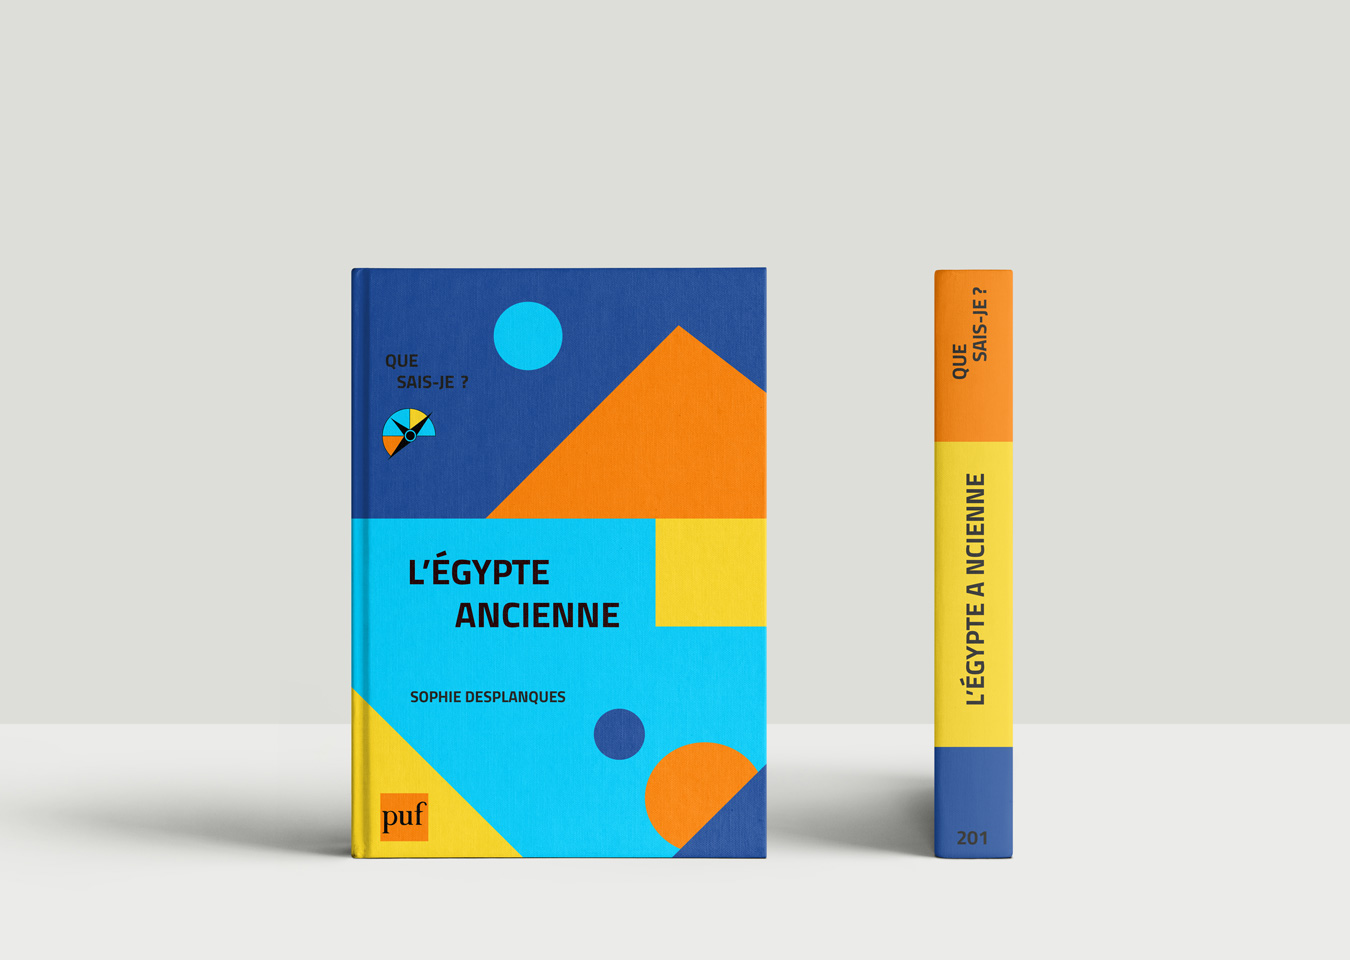 QUE
SAIS-JE ?
L'ÉGYPTE
ANCIENNE
SOPHIE DESPLANQUES
puf
QUE
SAIS-JE ?
L'ÉGYPTE A NCIENNE
201